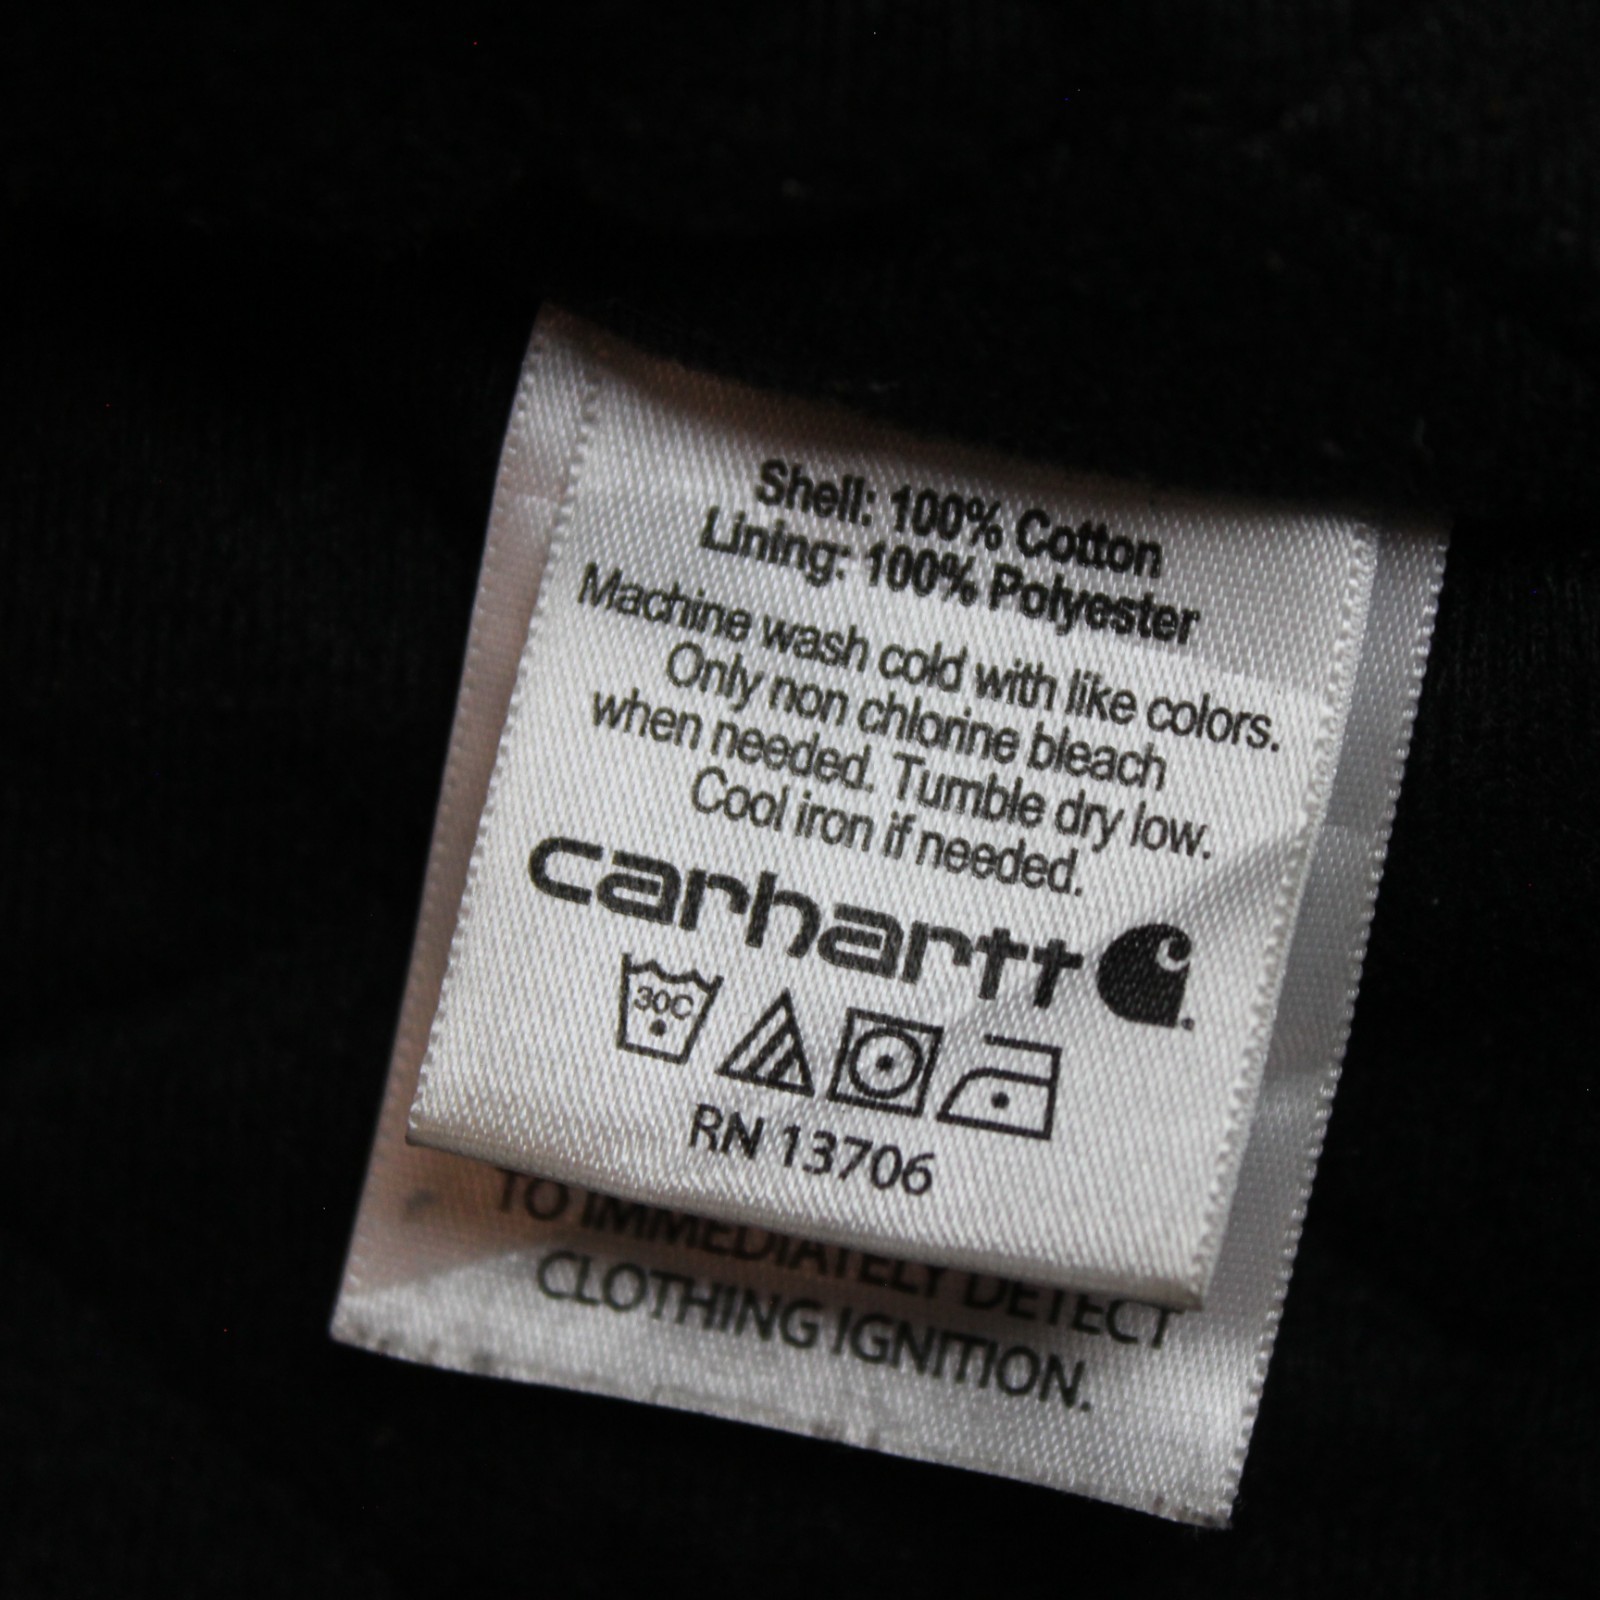 Shell: 100% Cotton
Lining: 100% Polyester
Machine wash cold with like colors.
Only non chlorine bleach
when needed. Tumble dry low.
Cool iron if needed.
carhartt
30C
RN 13706
TO IMMEDIATELY DETECT
CLOTHING IGNITION.